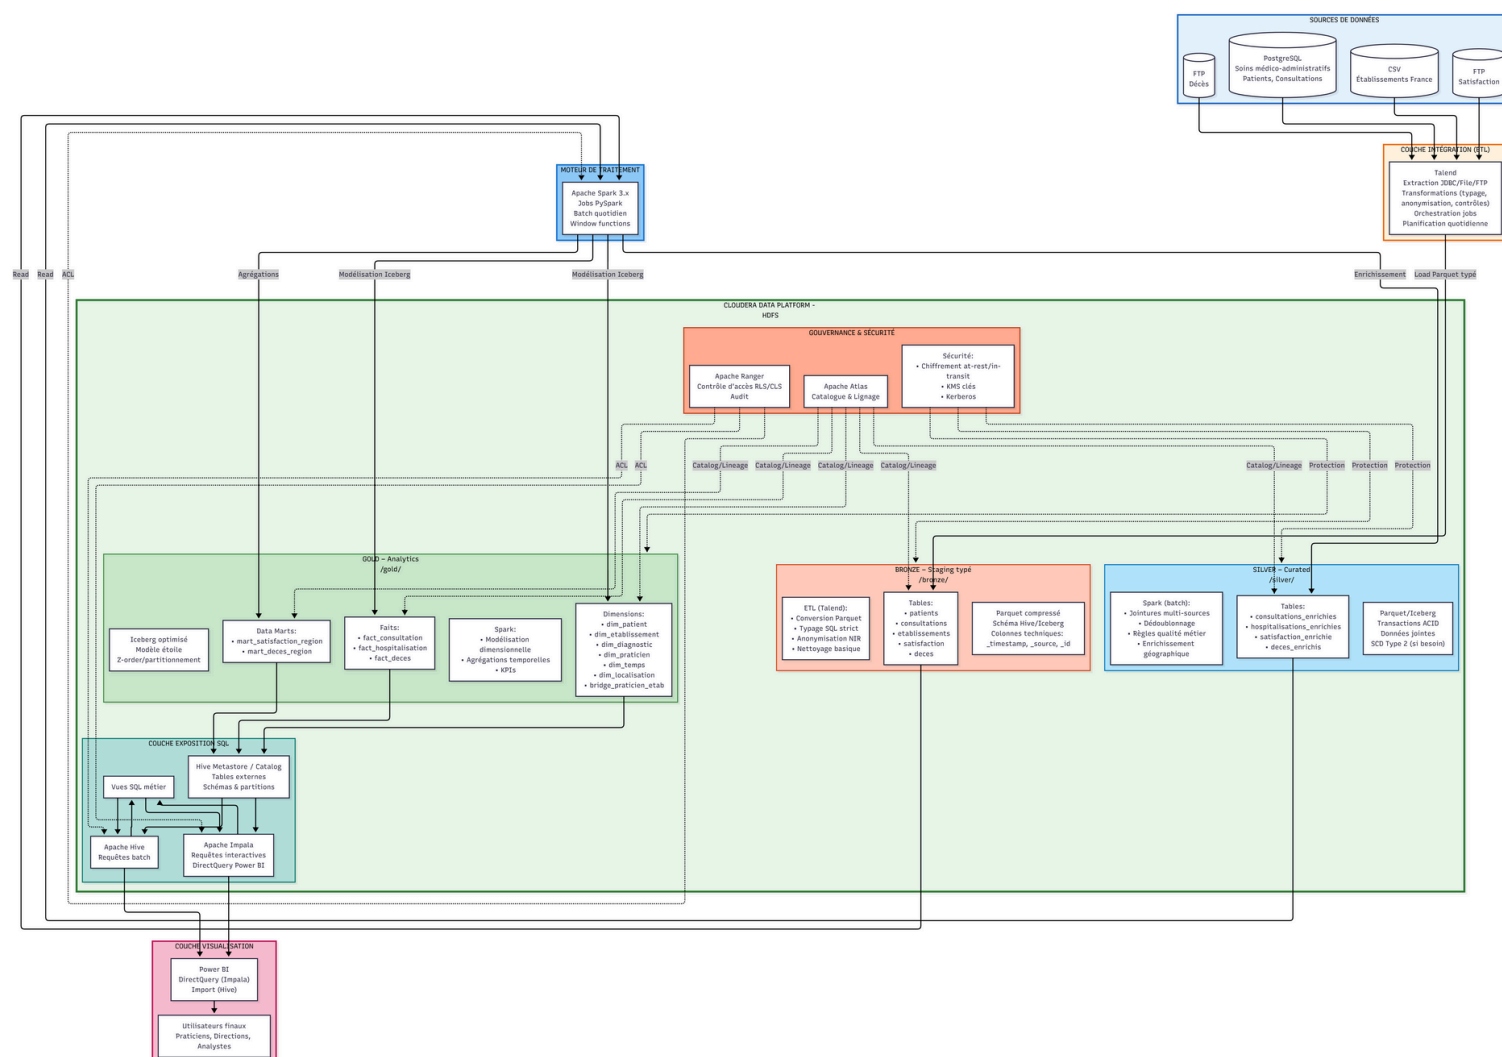 SOURCES DE DONNÉES
FTP
Décès
PostgreSQL
Soins médico-administratifs
Patients, Consultations
CSV
Établissements France
FTP
Satisfaction
COUCHE INTÉGRATION (ETL)
Talend
Extraction JDBC/File/FTP
Transformations (typage,
anonymisation, contrôles)
Orchestration jobs
Planification quotidienne
MOTEUR DE TRAITEMENT
Apache Spark 3.x
Jobs PySpark
Batch quotidien
Window functions
Read
Read
ACL
Agrégations
Modélisation Iceberg
Modélisation Iceberg
Enrichissement
Load Parquet typé
CLOUDERA DATA PLATFORM -
HDFS
GOUVERNANCE & SÉCURITÉ
Apache Ranger
Contrôle d'accès RLS/CLS
Audit
Apache Atlas
Catalogue & Lignage
Sécurité:
• Chiffrement at-rest/in-
transit
• KMS clés
• Kerberos
ACL
ACL
Catalog/Lineage
Catalog/Lineage
Catalog/Lineage
Catalog/Lineage
Catalog/Lineage
Protection
Protection
Protection
GOLD – Analytics
/gold/
Iceberg optimisé
Modèle étoile
Z-order/partitionnement
Data Marts:
• mart_satisfaction_region
• mart_deces_region
Faits:
• fact_consultation
• fact_hospitalisation
• fact_deces
Spark:
• Modélisation
dimensionnelle
• Agrégations temporelles
• KPIs
Dimensions:
• dim_patient
• dim_etablissement
• dim_diagnostic
• dim_praticien
• dim_temps
• dim_localisation
• bridge_praticien_etab
BRONZE – Staging typé
/bronze/
ETL (Talend):
• Conversion Parquet
• Typage SQL strict
• Anonymisation NIR
• Nettoyage basique
Tables:
• patients
• consultations
• etablissements
• satisfaction
• deces
Parquet compressé
Schéma Hive/Iceberg
Colonnes techniques:
_timestamp, _source, _id
SILVER – Curated
/silver/
Spark (batch):
• Jointures multi-sources
• Dédoublonnage
• Règles qualité métier
• Enrichissement
géographique
Tables:
• consultations_enrichies
• hospitalisations_enrichies
• satisfaction_enrichie
• deces_enrichis
Parquet/Iceberg
Transactions ACID
Données jointes
SCD Type 2 (si besoin)
COUCHE EXPOSITION SQL
Vues SQL métier
Hive Metastore / Catalog
Tables externes
Schémas & partitions
Apache Hive
Requêtes batch
Apache Impala
Requêtes interactives
DirectQuery Power BI
COUCHE VISUALISATION
Power BI
DirectQuery (Impala)
Import (Hive)
Utilisateurs finaux
Praticiens, Directions,
Analystes